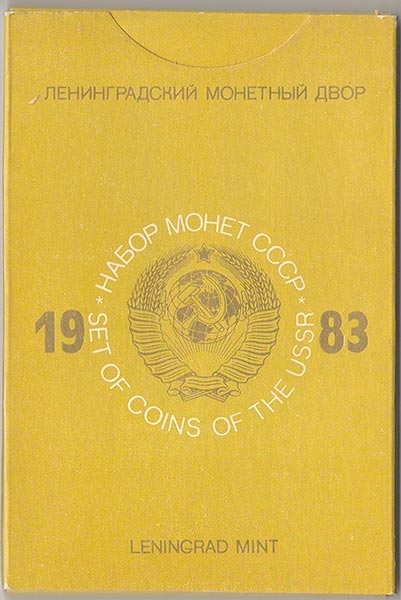 ЛЕНИНГРАДСКИЙ МОНЕТНЫЙ ДВОР
* НАБОР МОНЕТ СССР *
19 83
SET OF COINS OF THE USSR
LENINGRAD MINT